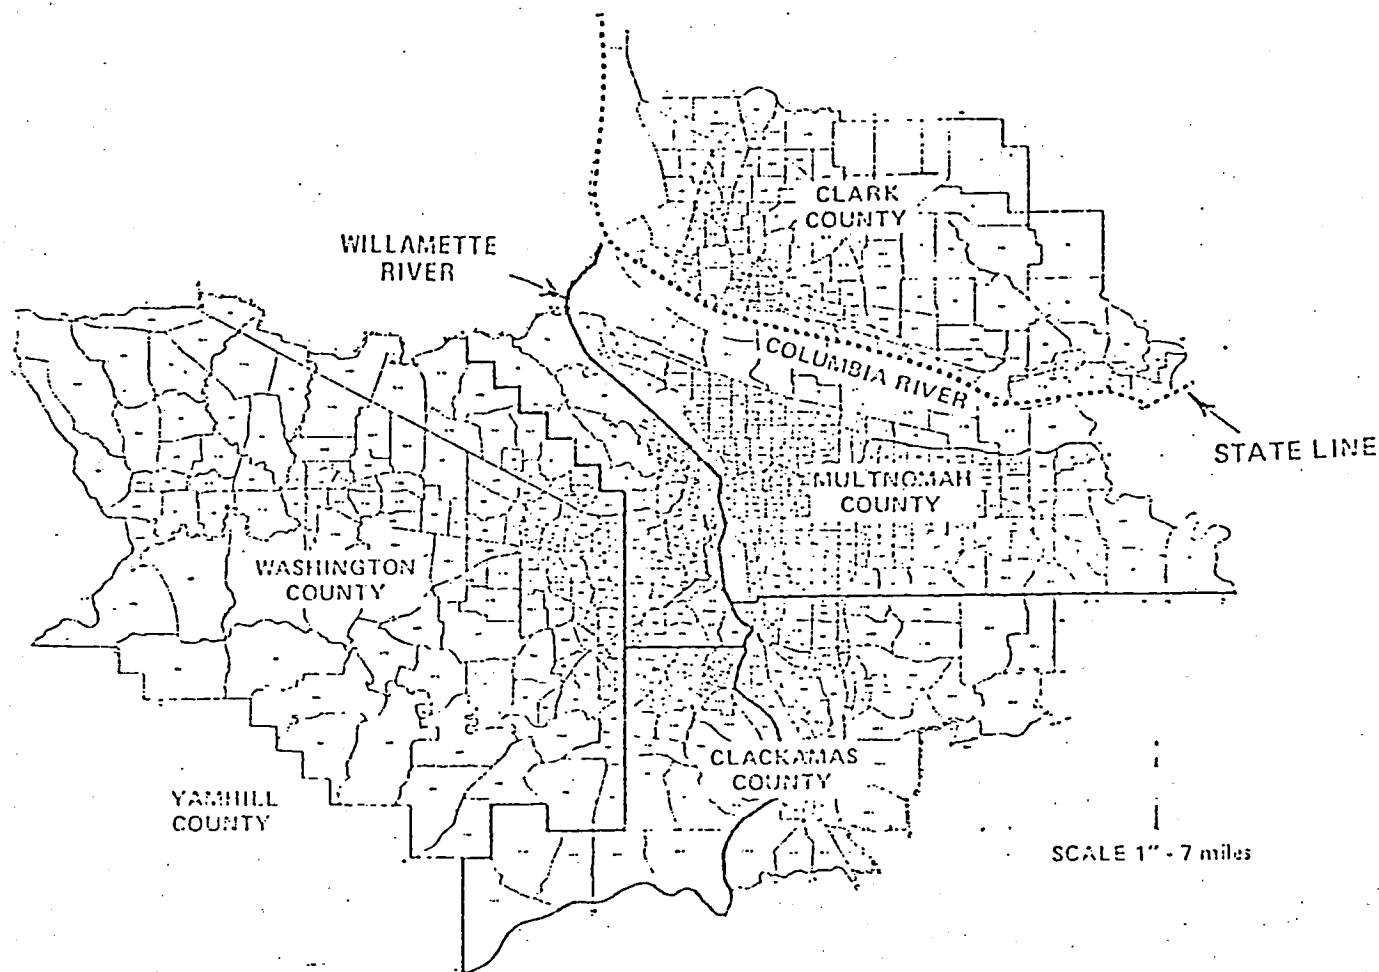 CLARK
COUNTY
WILLAMETTE
RIVER
COLUMBIA RIVER
STATE LINE
MULTNOMAH
COUNTY
WASHINGTON
COUNTY
CLACKAMAS
COUNTY
YAMHILL
COUNTY
SCALE 1" - 7 miles